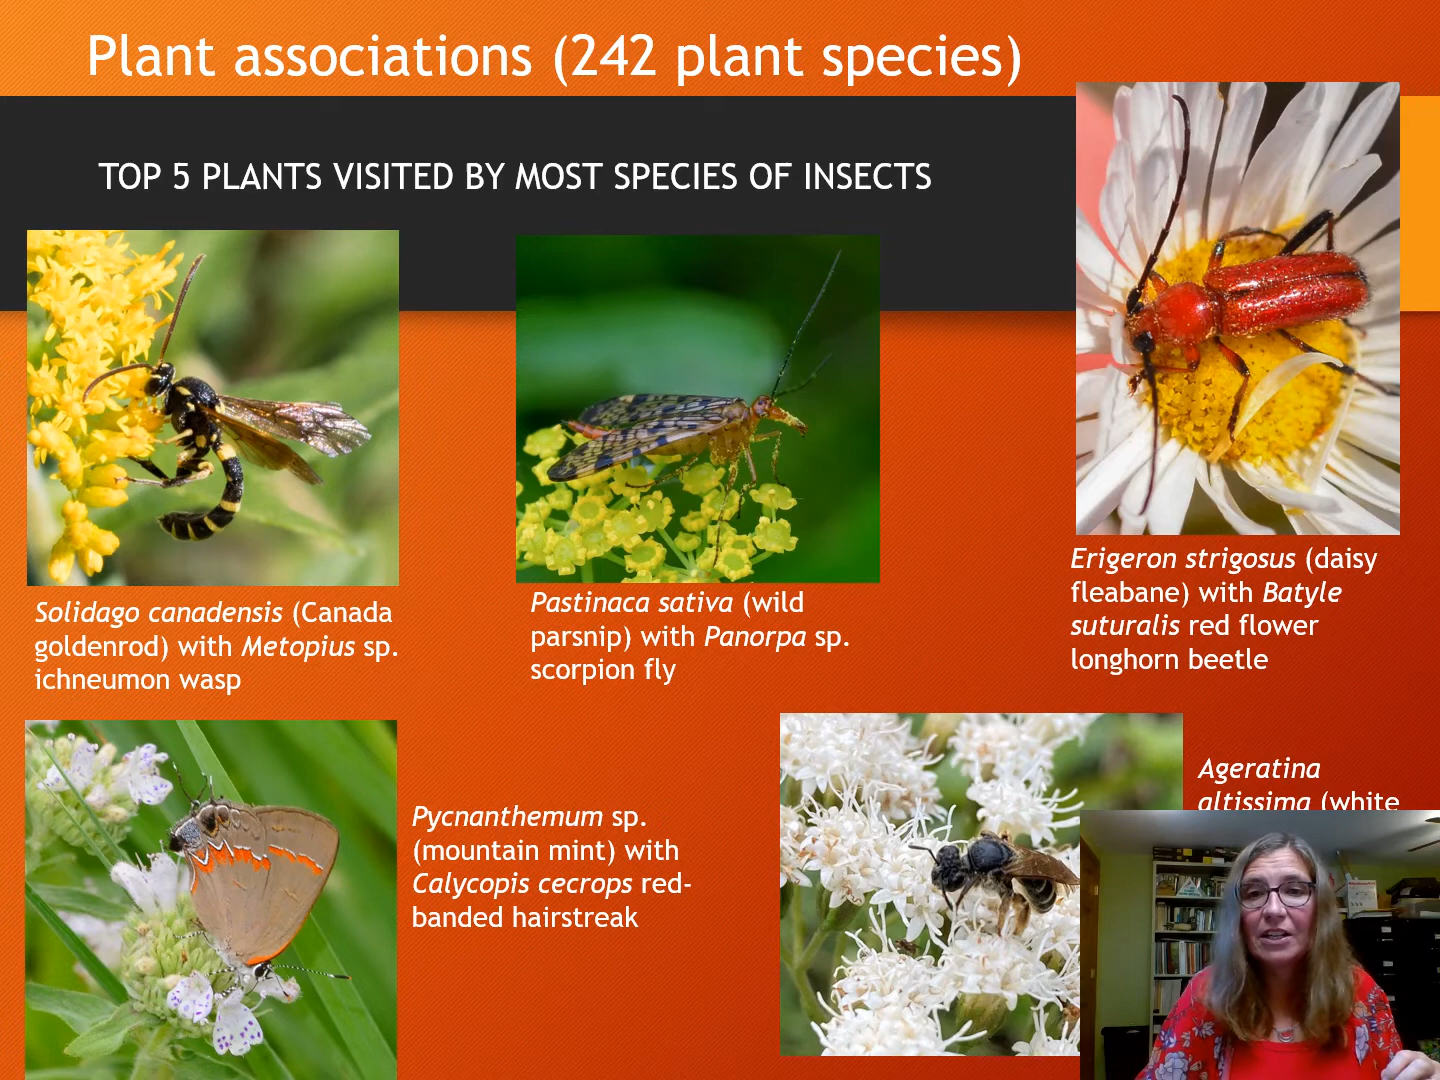 Plant associations (242 plant species)
TOP 5 PLANTS VISITED BY MOST SPECIES OF INSECTS
Solidago canadensis (Canada
goldenrod) with Metopius sp.
ichneumon wasp
Pastinaca sativa (wild
parsnip) with Panorpa sp.
scorpion fly
Erigeron strigosus (daisy
fleabane) with Batyle
suturalis red flower
longhorn beetle
Pycnanthemum sp.
(mountain mint) with
Calycopis cecrops red-
banded hairstreak
Ageratina
altissima (white